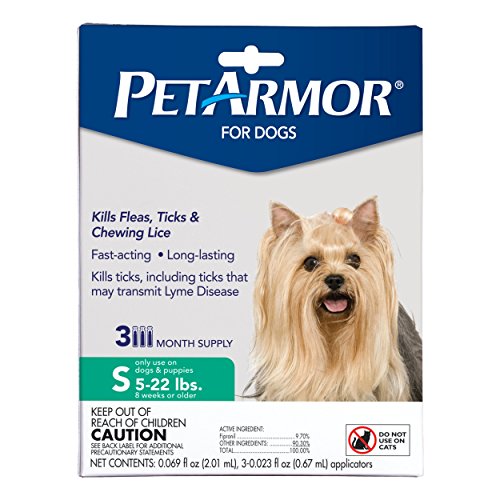 PETARMOR®
FOR DOGS
Kills Fleas, Ticks &
Chewing Lice
Fast-acting • Long-lasting
Kills ticks, including ticks that
may transmit Lyme Disease
3 MONTH SUPPLY
S
only use on
dogs & puppies
5-22 lbs.
8 weeks or older
KEEP OUT OF
REACH OF CHILDREN
CAUTION
SEE BACK LABEL FOR ADDITIONAL
PRECAUTIONARY STATEMENTS
ACTIVE INGREDIENT:
Fipronil 9.70%
OTHER INGREDIENTS: 90.30%
TOTAL 100.00%
DO NOT
USE ON
CATS
NET CONTENTS: 0.069 fl oz (2.01 mL), 3-0.023 fl oz (0.67 mL) applicators